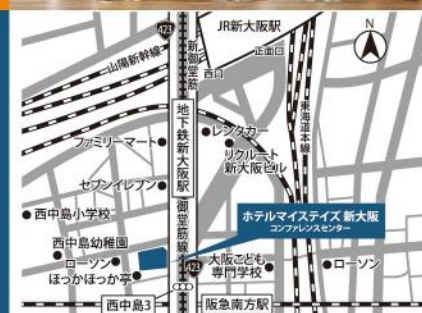 423
JR新大阪駅
N
正面口
新御堂筋
西口
山陽新幹線
地下鉄新大阪駅
東海道本線
レンタカー
ファミリーマート
リクルート
新大阪ビル
セブンイレブン
西中島小学校
御堂筋線
ホテルマイステイズ 新大阪
コンファレンスセンター
西中島幼稚園
ローソン
ほっかほっか亭
423
大阪こども
専門学校
ローソン
西中島3
阪急南方駅